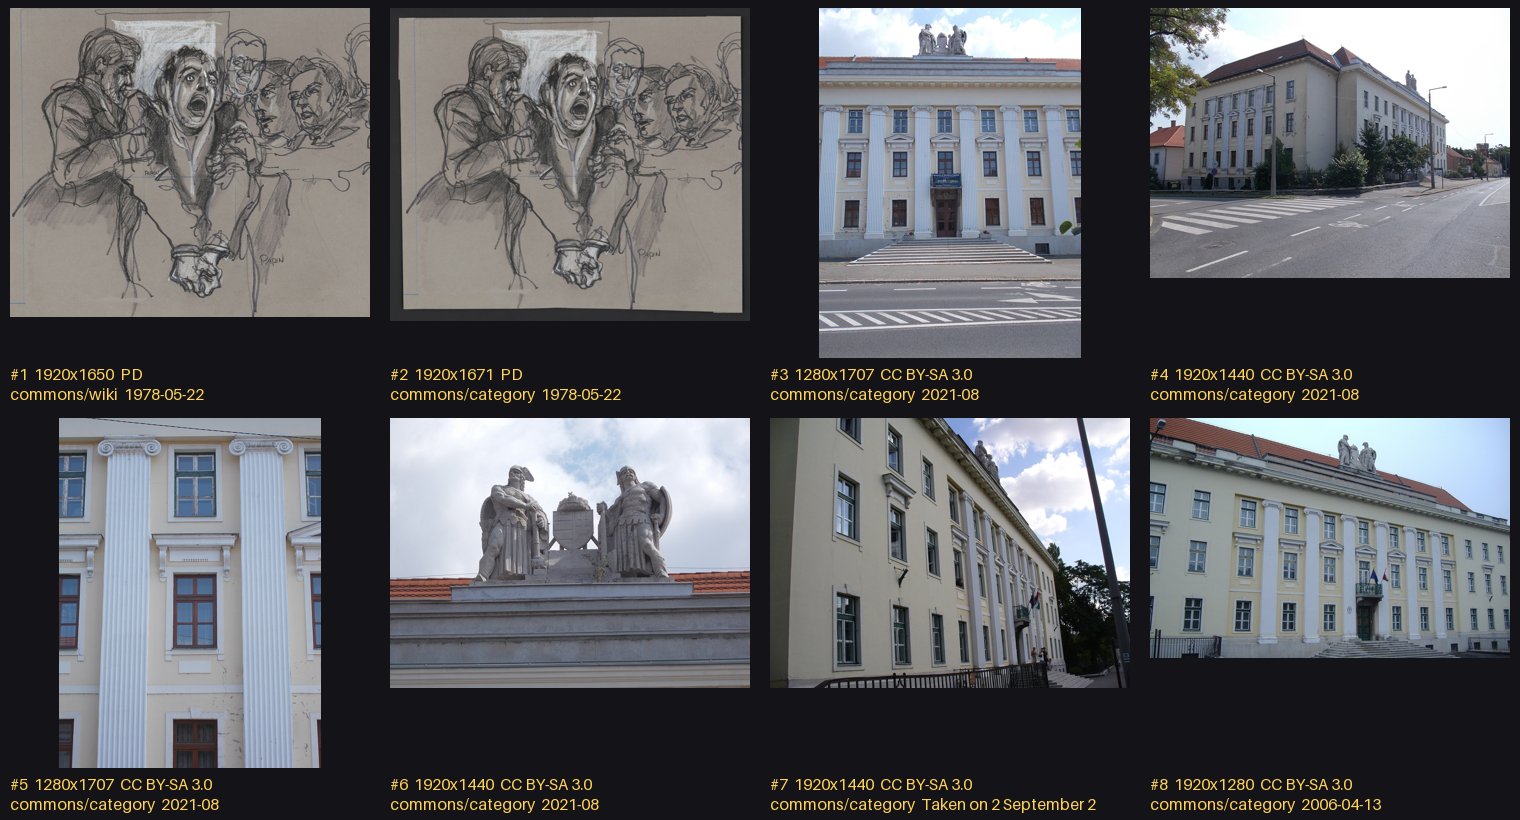 PAPIN
PAPIN
#1 1920x1650 PD
commons/wiki 1978-05-22
#2 1920x1671 PD
commons/category 1978-05-22
#3 1280x1707 CC BY-SA 3.0
commons/category 2021-08
#4 1920x1440 CC BY-SA 3.0
commons/category 2021-08
#5 1280x1707 CC BY-SA 3.0
commons/category 2021-08
#6 1920x1440 CC BY-SA 3.0
commons/category 2021-08
#7 1920x1440 CC BY-SA 3.0
commons/category Taken on 2 September 2
#8 1920x1280 CC BY-SA 3.0
commons/category 2006-04-13